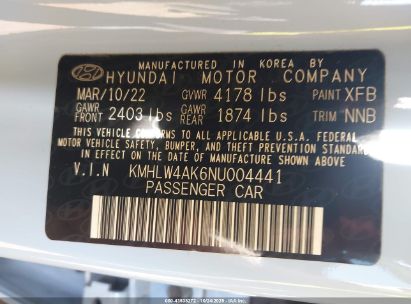 MANUFACTURED IN KOREA BY
HYUNDAI MOTOR COMPANY
MAR/10/22 GVWR 4178 lbs PAINT XFB
GAWR FRONT 2403 lbs GAWR REAR 1874 lbs TRIM NNB
THIS VEHICLE CONFORMS TO ALL APPLICABLE U.S.A. FEDERAL
MOTOR VEHICLE SAFETY, BUMPER, AND THEFT PREVENTION STANDARDS
IN EFFECT ON THE DATE OF MANUFACTURE SHOWN ABOVE.
V.I.N KMHLW4AK6NU004441
PASSENGER CAR